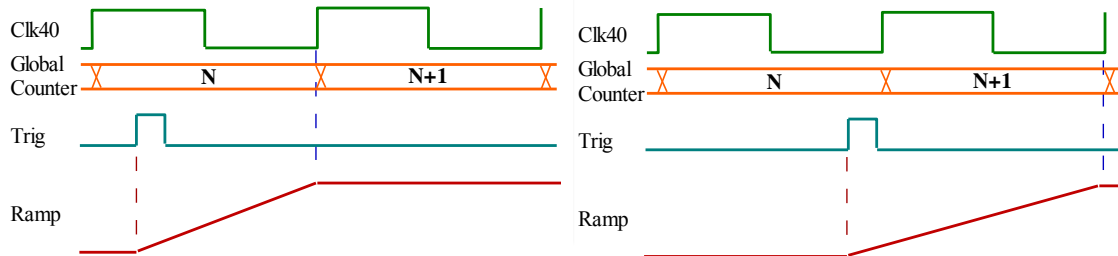 Clk40
Global
Counter
N
N+1
Trig
Ramp
Clk40
Global
Counter
N
N+1
Trig
Ramp